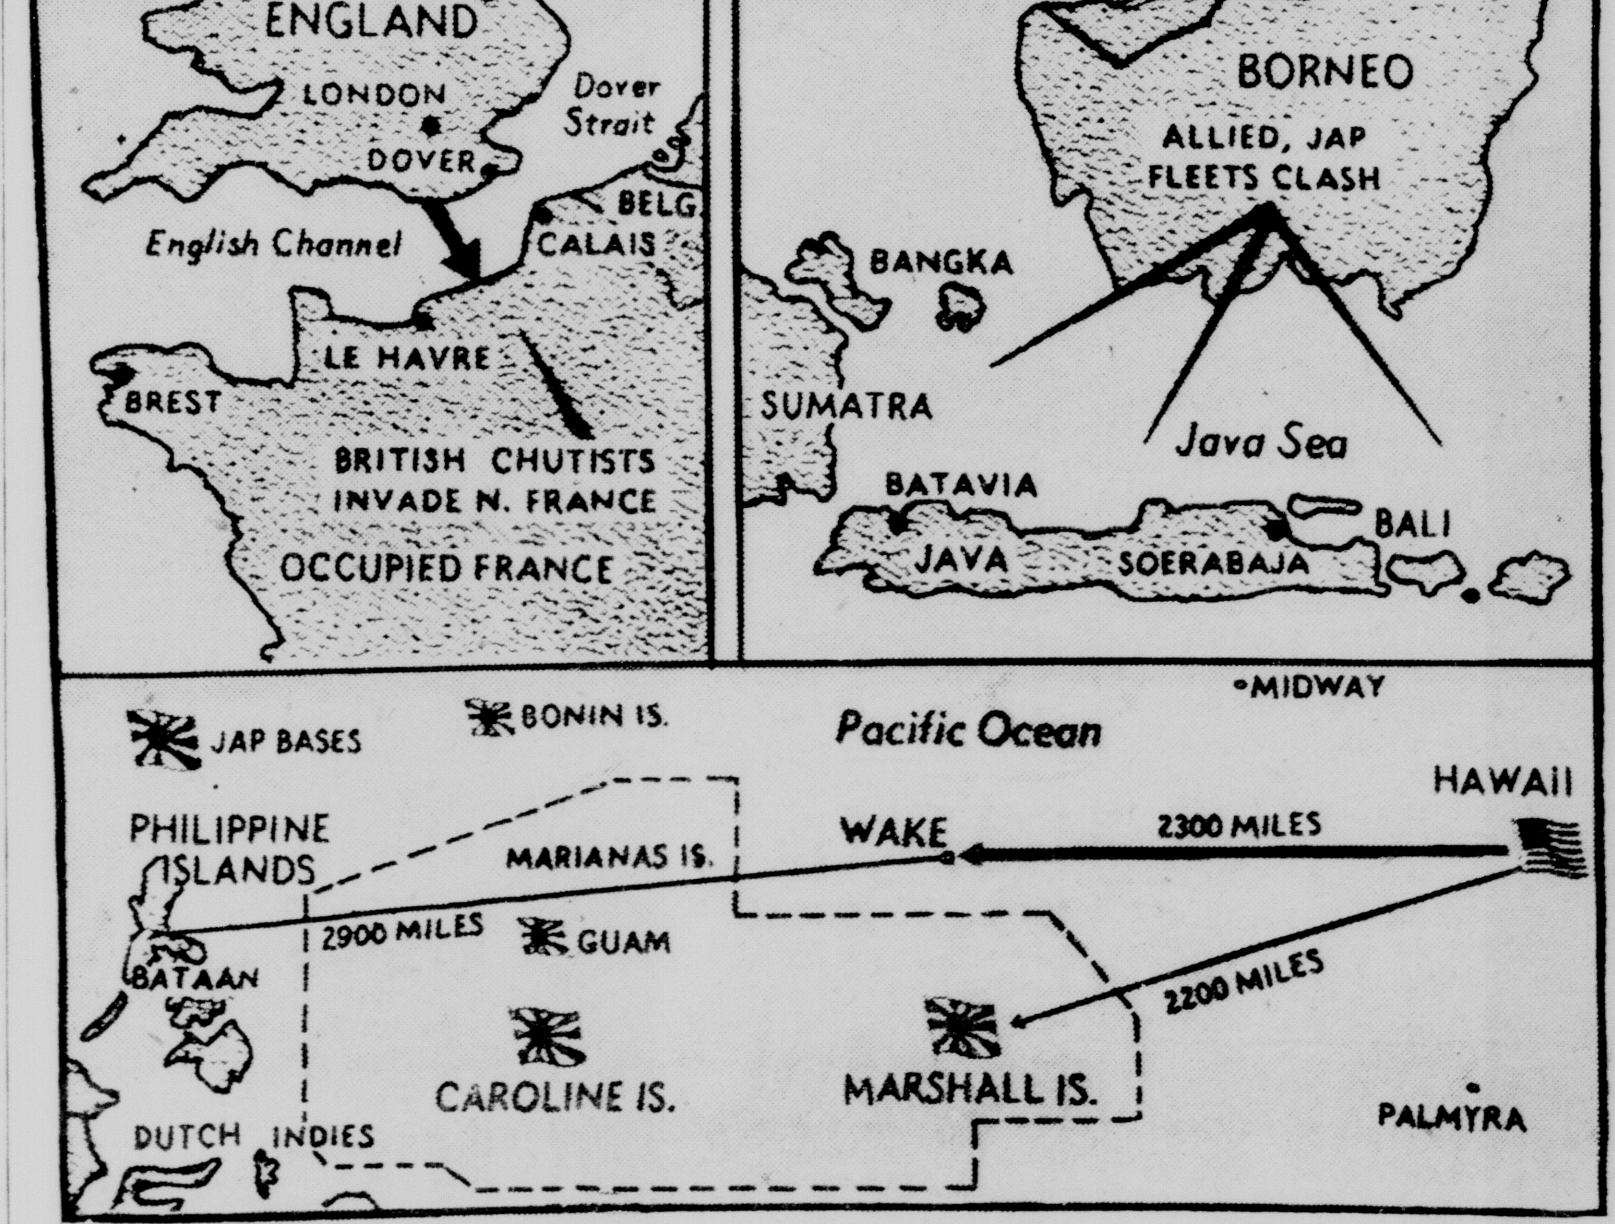 ENGLAND
LONDON
DOVER
Dover
Strait
English Channel
BELG.
CALAIS
LE HAVRE
BREST
BRITISH CHUTISTS
INVADE N. FRANCE
OCCUPIED FRANCE
BORNEO
ALLIED, JAP
FLEETS CLASH
BANGKA
SUMATRA
Java Sea
BATAVIA
BALI
JAVA
SOERABAJA
MIDWAY
JAP BASES
BONIN IS.
Pacific Ocean
HAWAII
PHILIPPINE
ISLANDS
MARIANAS IS.
WAKE
2300 MILES
2900 MILES
GUAM
BATAAN
2200 MILES
CAROLINE IS.
MARSHALL IS.
PALMYRA
DUTCH INDIES